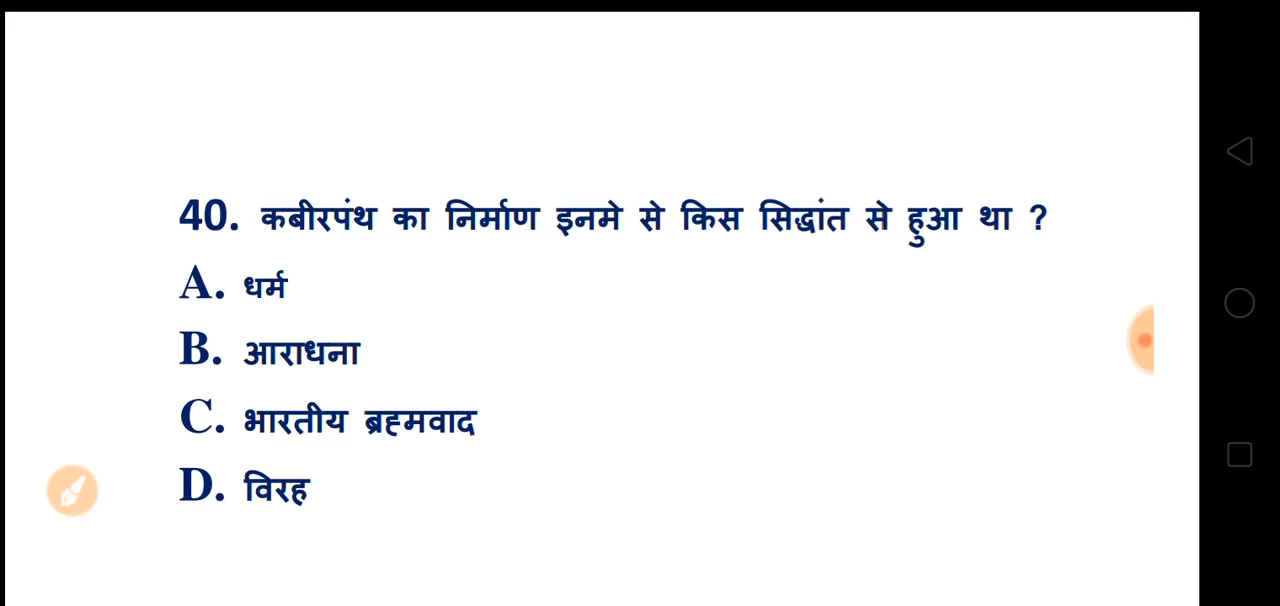 40. कबीरपंथ का निर्माण इनमे से किस सिद्धांत से हुआ था ?
A. धर्म
B. आराधना
C. भारतीय ब्रह्मवाद
D. विरह